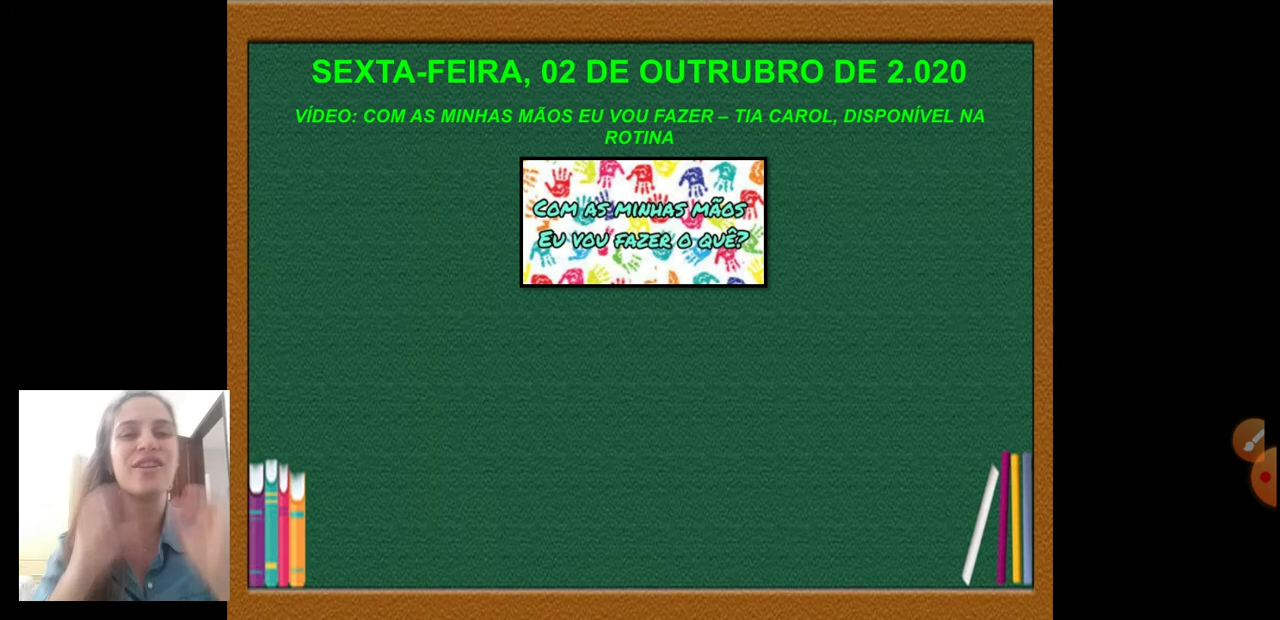 SEXTA-FEIRA, 02 DE OUTRUBRO DE 2.020
VÍDEO: COM AS MINHAS MÃOS EU VOU FAZER – TIA CAROL, DISPONÍVEL NA
ROTINA
COM AS MINHAS MÃOS
EU VOU FAZER O QUÊ?